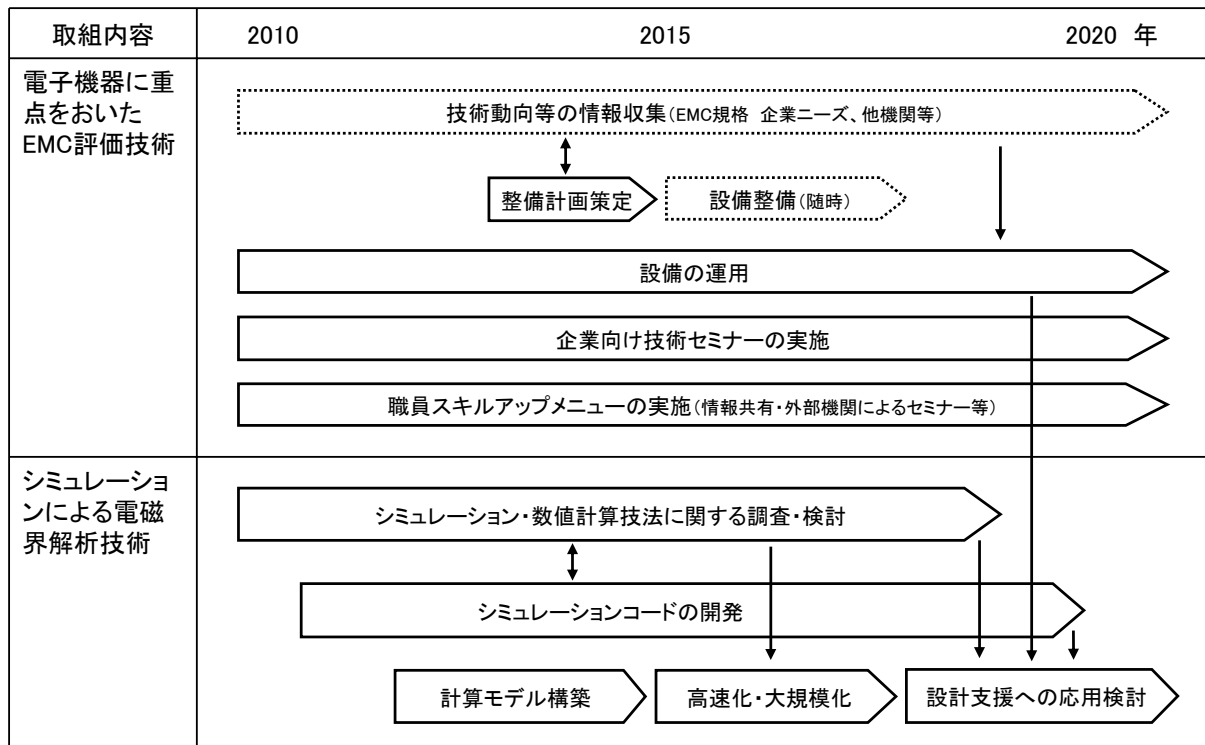 取組内容
2010 2015 2020 年
電子機器に重
点をおいた
EMC評価技術
技術動向等の情報収集(EMC規格 企業ニーズ、他機関等)
整備計画策定
設備整備(随時)
設備の運用
企業向け技術セミナーの実施
職員スキルアップメニューの実施(情報共有・外部機関によるセミナー等)
シミュレーショ
ンによる電磁
界解析技術
シミュレーション・数値計算技法に関する調査・検討
シミュレーションコードの開発
計算モデル構築
高速化・大規模化
設計支援への応用検討